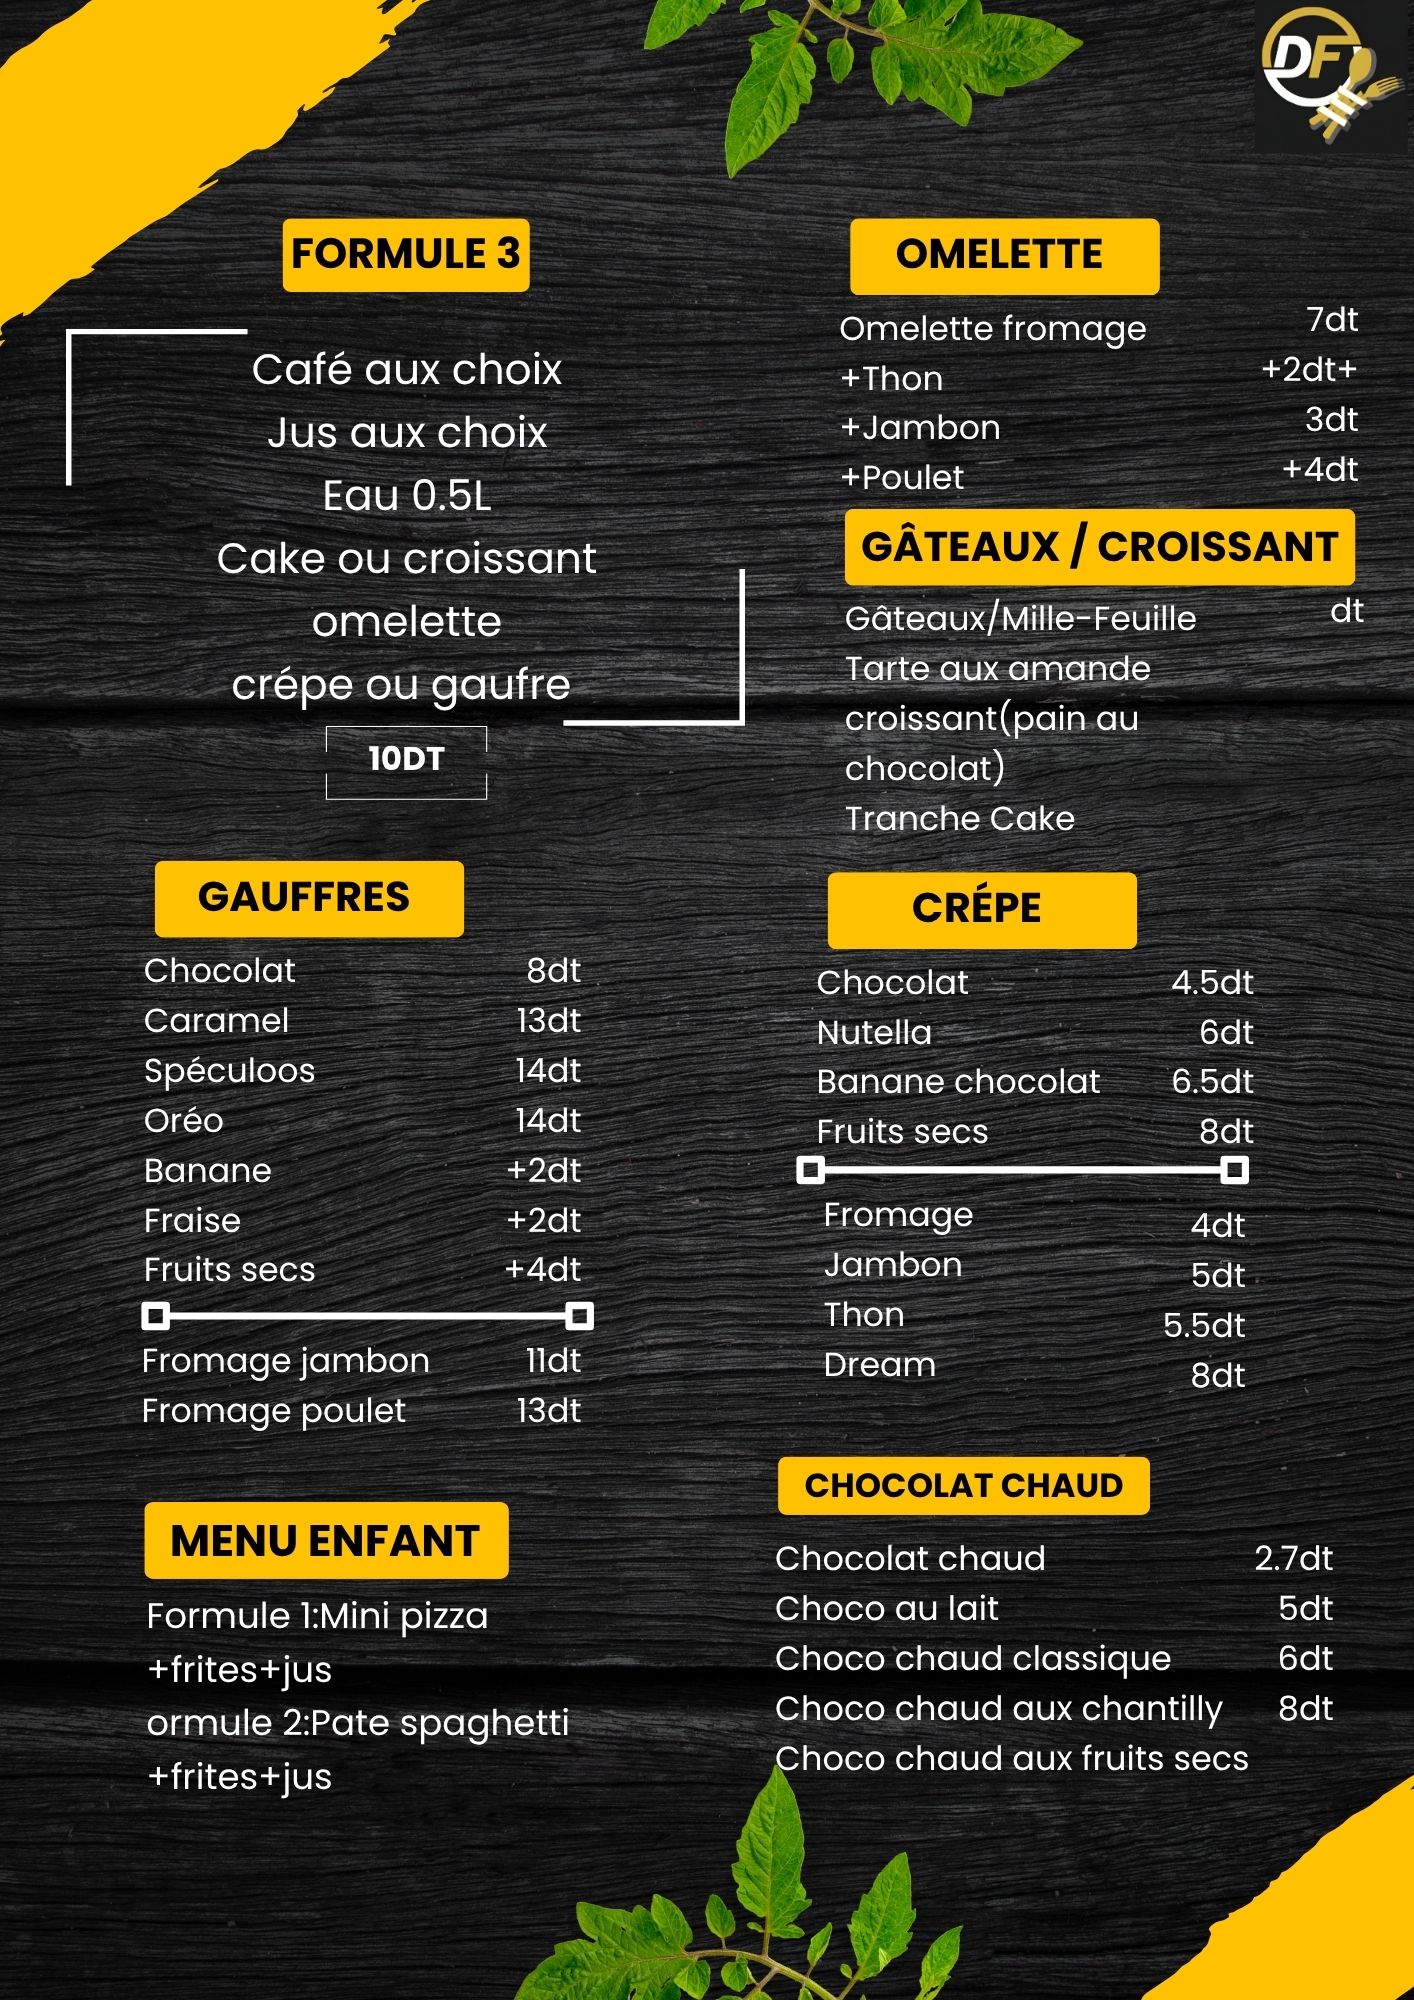 DF
FORMULE 3
Café aux choix
Jus aux choix
Eau 0.5L
Cake ou croissant
omelette
crépe ou gaufre
10DT
OMELETTE
Omelette fromage 7dt
+Thon +2dt+
+Jambon 3dt
+Poulet +4dt
GÂTEAUX / CROISSANT
Gâteaux/Mille-Feuille dt
Tarte aux amande
croissant(pain au
chocolat)
Tranche Cake
GAUFFRES
Chocolat 8dt
Caramel 13dt
Spéculoos 14dt
Oréo 14dt
Banane +2dt
Fraise +2dt
Fruits secs +4dt
Fromage jambon 11dt
Fromage poulet 13dt
CRÉPE
Chocolat 4.5dt
Nutella 6dt
Banane chocolat 6.5dt
Fruits secs 8dt
Fromage 4dt
Jambon 5dt
Thon 5.5dt
Dream 8dt
MENU ENFANT
Formule 1:Mini pizza
+frites+jus
ormule 2:Pate spaghetti
+frites+jus
CHOCOLAT CHAUD
Chocolat chaud 2.7dt
Choco au lait 5dt
Choco chaud classique 6dt
Choco chaud aux chantilly 8dt
Choco chaud aux fruits secs